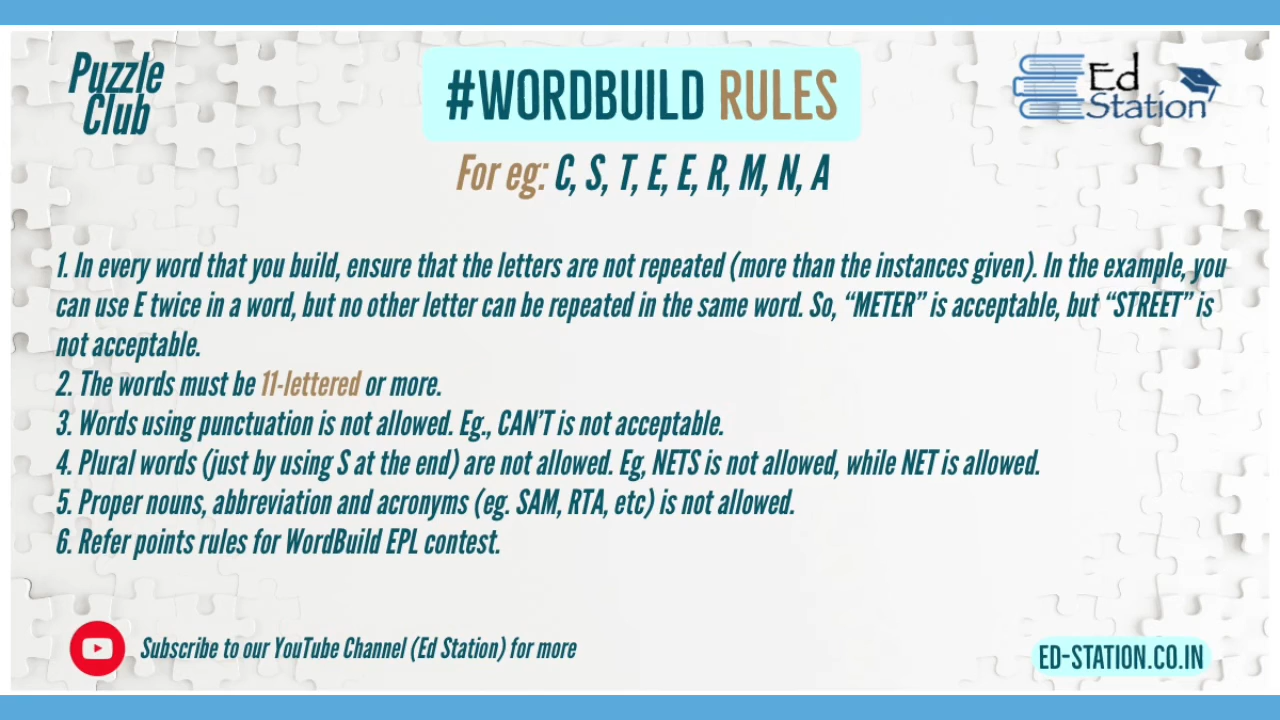 Puzzle
Club
#WORDBUILD RULES
Ed
Station
For eg: C, S, T, E, E, R, M, N, A
1. In every word that you build, ensure that the letters are not repeated (more than the instances given). In the example, you
can use E twice in a word, but no other letter can be repeated in the same word. So, “METER” is acceptable, but “STREET” is
not acceptable.
2. The words must be 11-lettered or more.
3. Words using punctuation is not allowed. Eg., CAN’T is not acceptable.
4. Plural words (just by using S at the end) are not allowed. Eg, NETS is not allowed, while NET is allowed.
5. Proper nouns, abbreviation and acronyms (eg. SAM, RTA, etc) is not allowed.
6. Refer points rules for WordBuild EPL contest.
Subscribe to our YouTube Channel (Ed Station) for more
ED-STATION.CO.IN